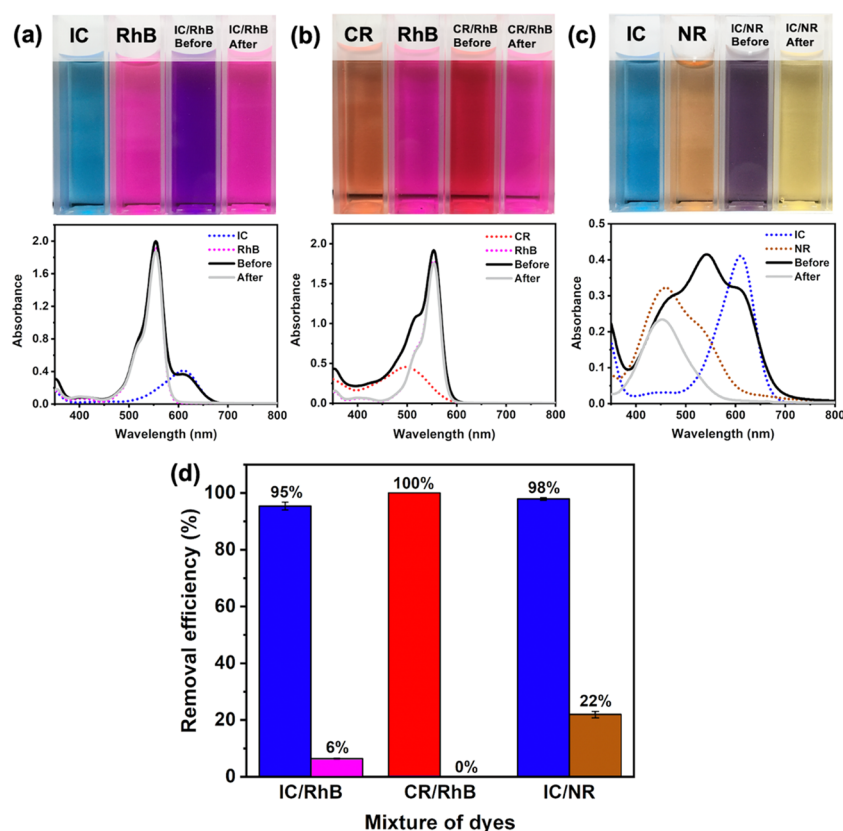 (a)
IC
RhB
IC/RhB
Before
IC/RhB
After
(b)
CR
RhB
CR/RhB
Before
CR/RhB
After
(c)
IC
NR
IC/NR
Before
IC/NR
After
2.0
1.6
1.2
0.8
0.4
0.0
Absorbance
IC
RhB
Before
After
400 500 600 700 800
Wavelength (nm)
2.0
1.5
1.0
0.5
0.0
Absorbance
CR
RhB
Before
After
400 500 600 700 800
Wavelength (nm)
0.5
0.4
0.3
0.2
0.1
0.0
Absorbance
IC
NR
Before
After
400 500 600 700 800
Wavelength (nm)
(d)
100
80
60
40
20
0
Removal efficiency (%)
95%
6%
100%
0%
98%
22%
IC/RhB CR/RhB IC/NR
Mixture of dyes